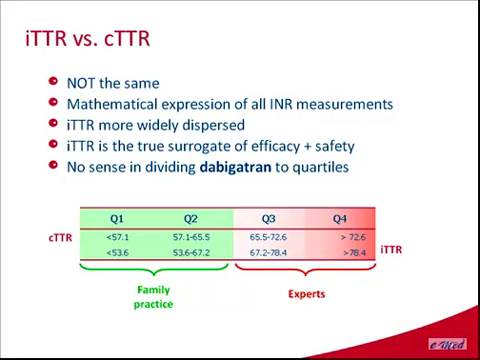 iTTR vs. cTTR
NOT the same
Mathematical expression of all INR measurements
iTTR more widely dispersed
iTTR is the true surrogate of efficacy + safety
No sense in dividing dabigatran to quartiles
Q1 Q2 Q3 Q4
cTTR <57.1 57.1-65.5 65.5-72.6 > 72.6
<53.6 53.6-67.2 67.2-78.4 >78.4 iTTR
Family
practice
Experts
e Med